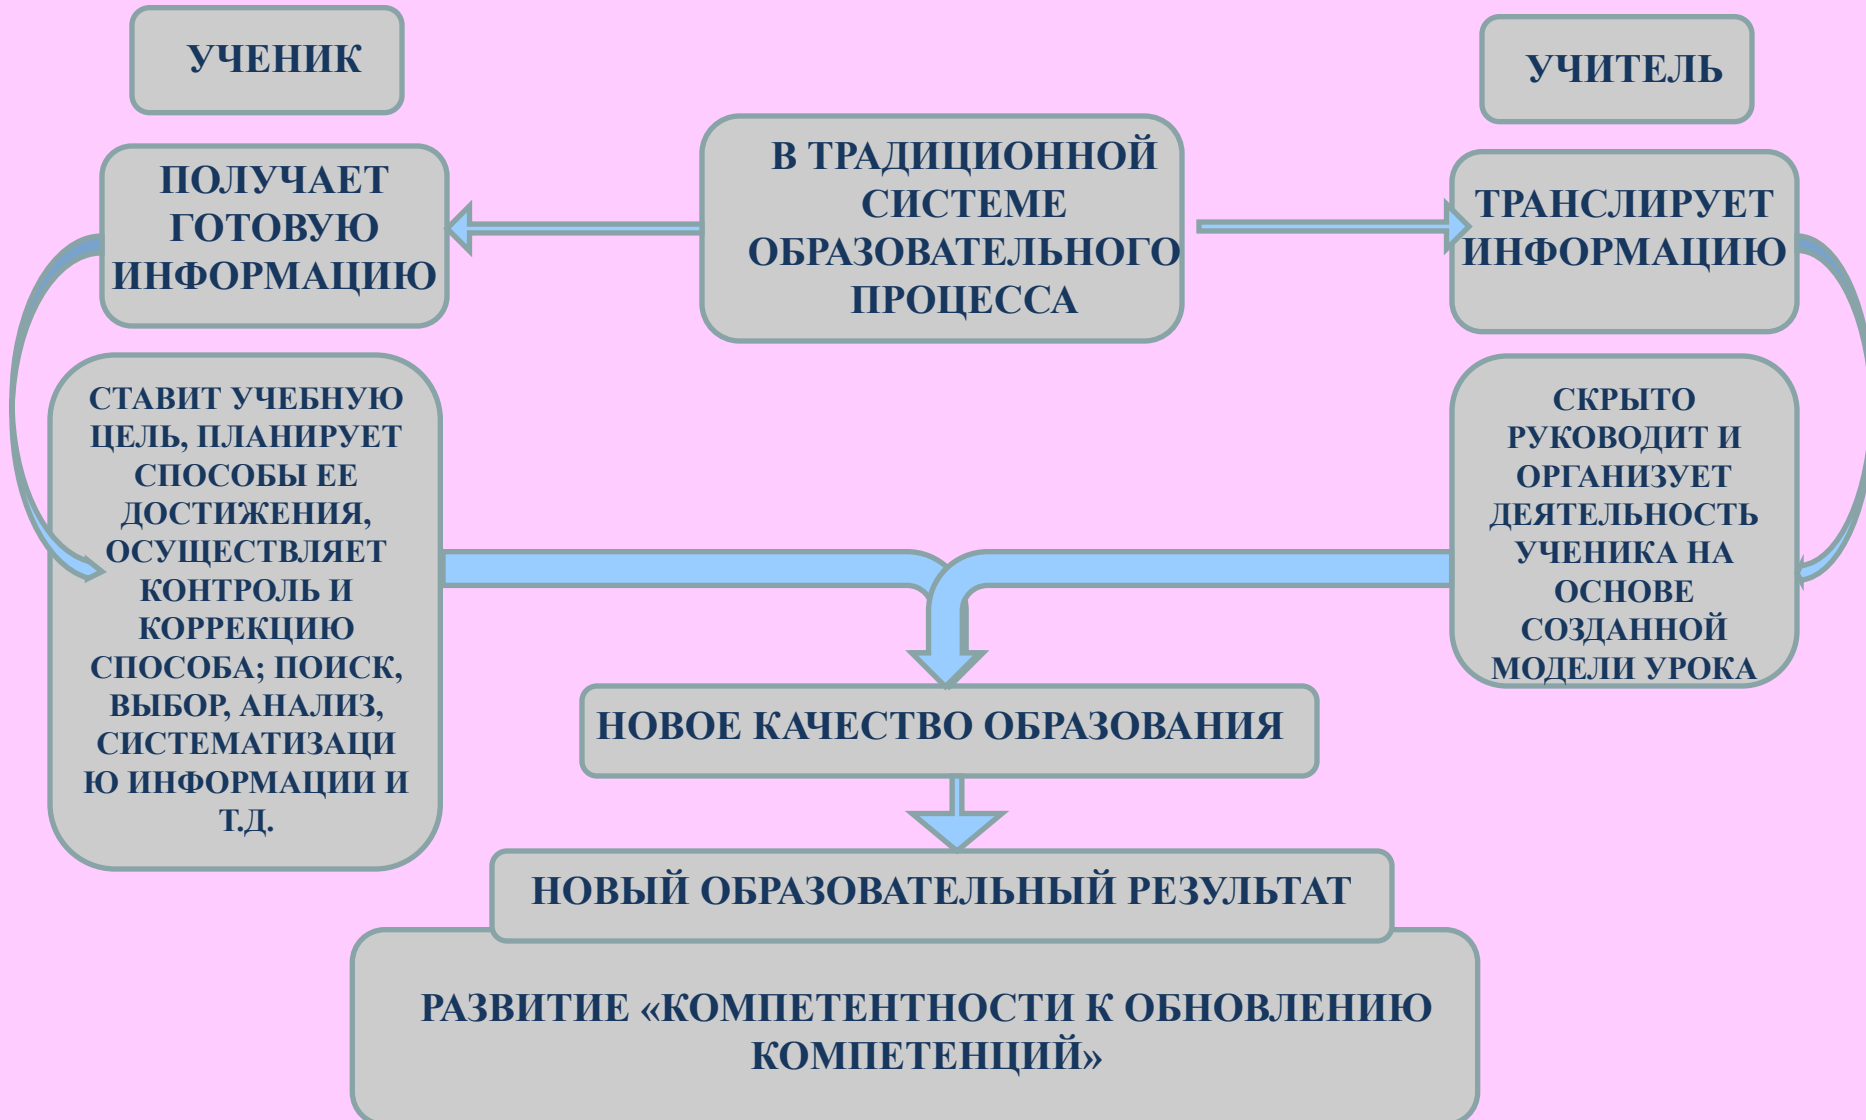 УЧЕНИК
УЧИТЕЛЬ
ПОЛУЧАЕТ
ГОТОВУЮ
ИНФОРМАЦИЮ
В ТРАДИЦИОННОЙ
СИСТЕМЕ
ОБРАЗОВАТЕЛЬНОГО
ПРОЦЕССА
ТРАНСЛИРУЕТ
ИНФОРМАЦИЮ
СТАВИТ УЧЕБНУЮ
ЦЕЛЬ, ПЛАНИРУЕТ
СПОСОБЫ ЕЕ
ДОСТИЖЕНИЯ,
ОСУЩЕСТВЛЯЕТ
КОНТРОЛЬ И
КОРРЕКЦИЮ
СПОСОБА; ПОИСК,
ВЫБОР, АНАЛИЗ,
СИСТЕМАТИЗАЦИ
Ю ИНФОРМАЦИИ И
Т.Д.
СКРЫТО
РУКОВОДИТ И
ОРГАНИЗУЕТ
ДЕЯТЕЛЬНОСТЬ
УЧЕНИКА НА
ОСНОВЕ
СОЗДАННОЙ
МОДЕЛИ УРОКА
НОВОЕ КАЧЕСТВО ОБРАЗОВАНИЯ
НОВЫЙ ОБРАЗОВАТЕЛЬНЫЙ РЕЗУЛЬТАТ
РАЗВИТИЕ «КОМПЕТЕНТНОСТИ К ОБНОВЛЕНИЮ
КОМПЕТЕНЦИЙ»